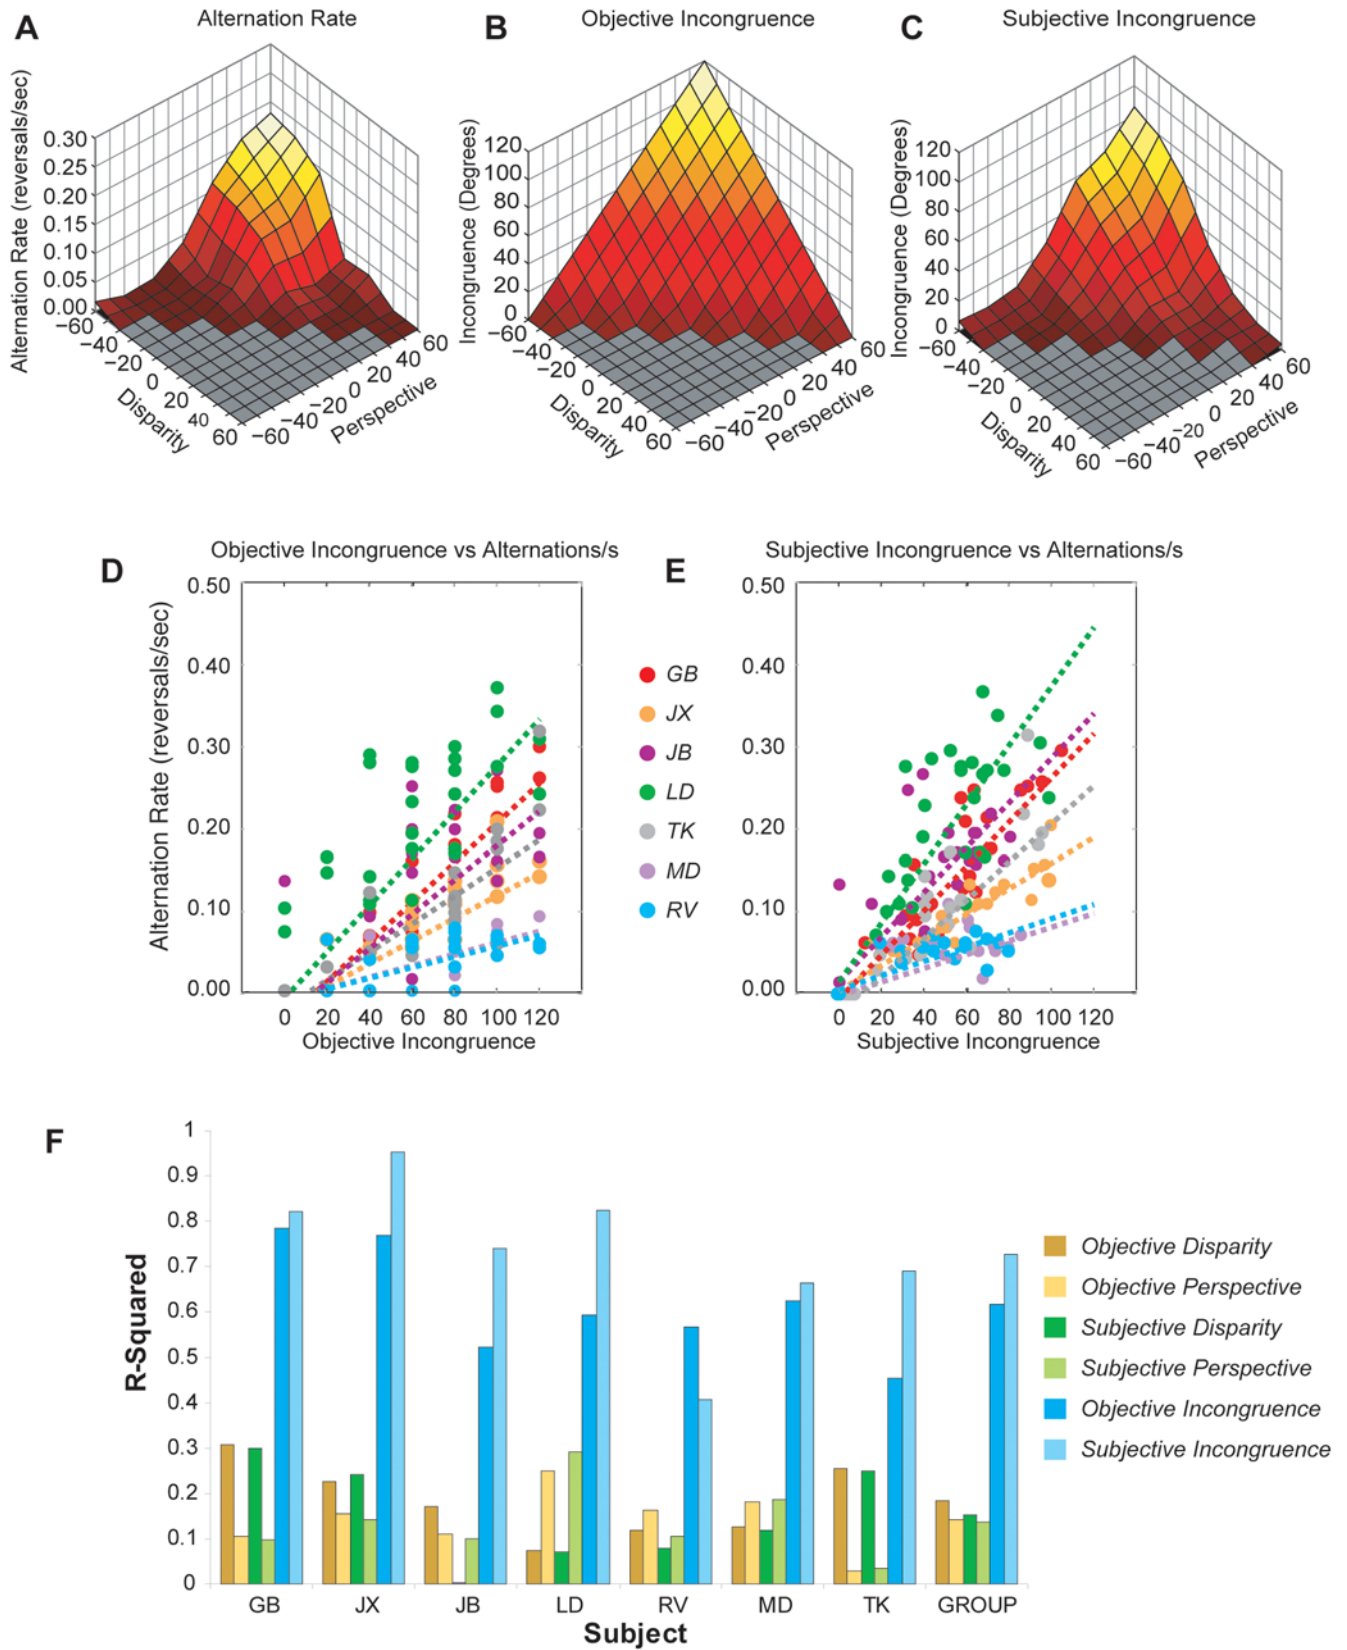 A
Alternation Rate
Alternation Rate (reversals/sec)
0.30
0.25
0.20
0.15
0.10
0.05
0.00
−60
−40
−20
0
20
40
60
Disparity
−60
−40
−20
0
20
40
60
Perspective
B
Objective Incongruence
Incongruence (Degrees)
120
100
80
60
40
20
0
−60
−40
−20
0
20
40
60
Disparity
−60
−40
−20
0
20
40
60
Perspective
C
Subjective Incongruence
Incongruence (Degrees)
120
100
80
60
40
20
0
−60
−40
−20
0
20
40
60
Disparity
−60
−40
−20
0
20
40
60
Perspective
D
Objective Incongruence vs Alternations/s
Alternation Rate (reversals/sec)
0.50
0.40
0.30
0.20
0.10
0.00
0 20 40 60 80 100 120
Objective Incongruence
GB
JX
JB
LD
TK
MD
RV
E
Subjective Incongruence vs Alternations/s
0.50
0.40
0.30
0.20
0.10
0.00
0 20 40 60 80 100 120
Subjective Incongruence
F
R-Squared
1
0.9
0.8
0.7
0.6
0.5
0.4
0.3
0.2
0.1
0
GB JX JB LD RV MD TK GROUP
Subject
Objective Disparity
Objective Perspective
Subjective Disparity
Subjective Perspective
Objective Incongruence
Subjective Incongruence